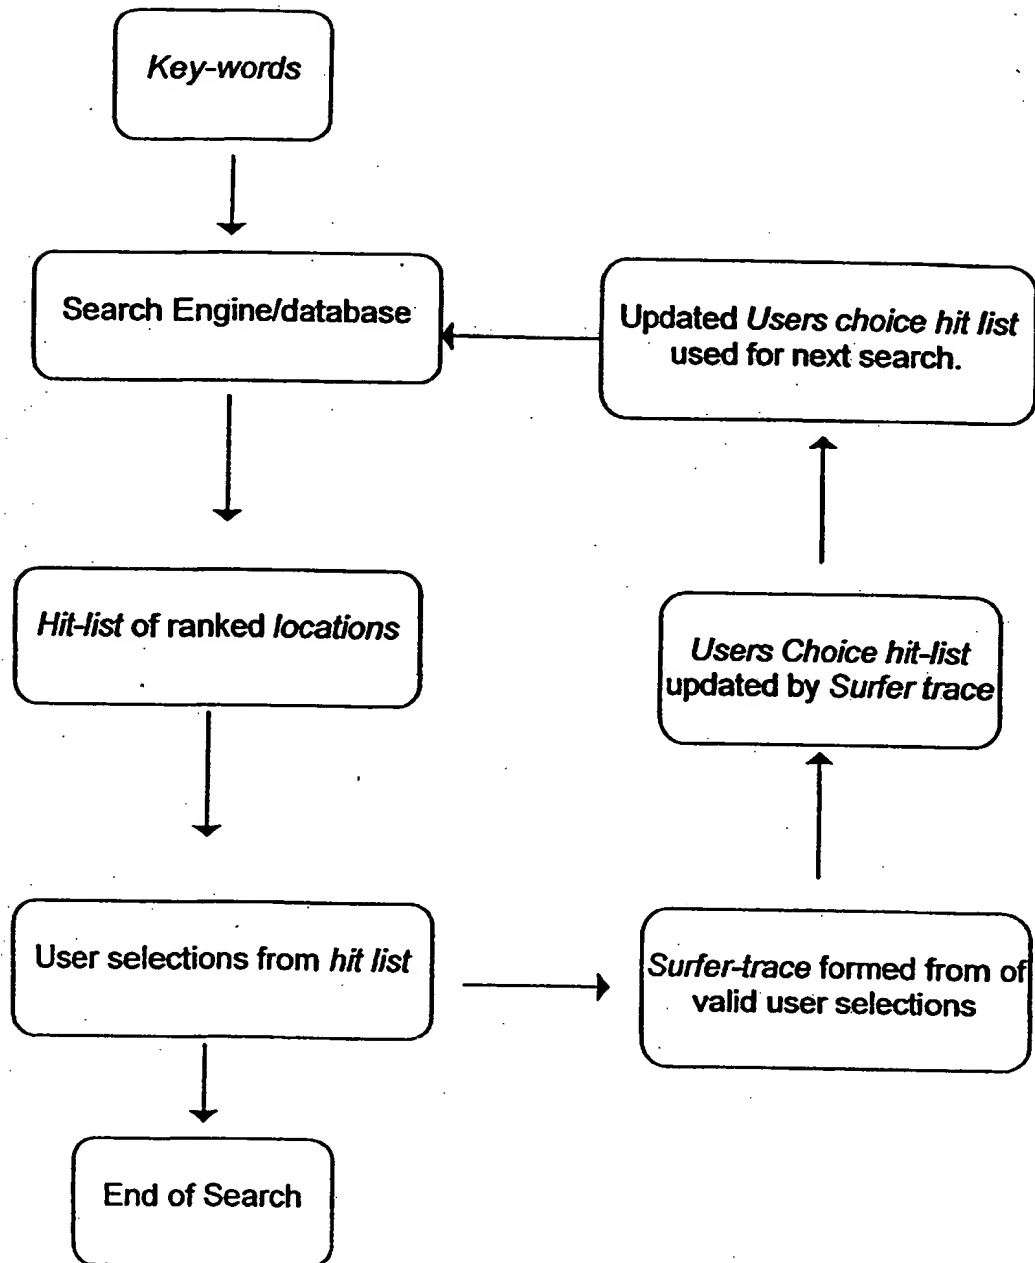 Key-words
Search Engine/database
Updated Users choice hit list
used for next search.
Hit-list of ranked locations
Users Choice hit-list
updated by Surfer trace
User selections from hit list
Surfer-trace formed from of
valid user selections
End of Search